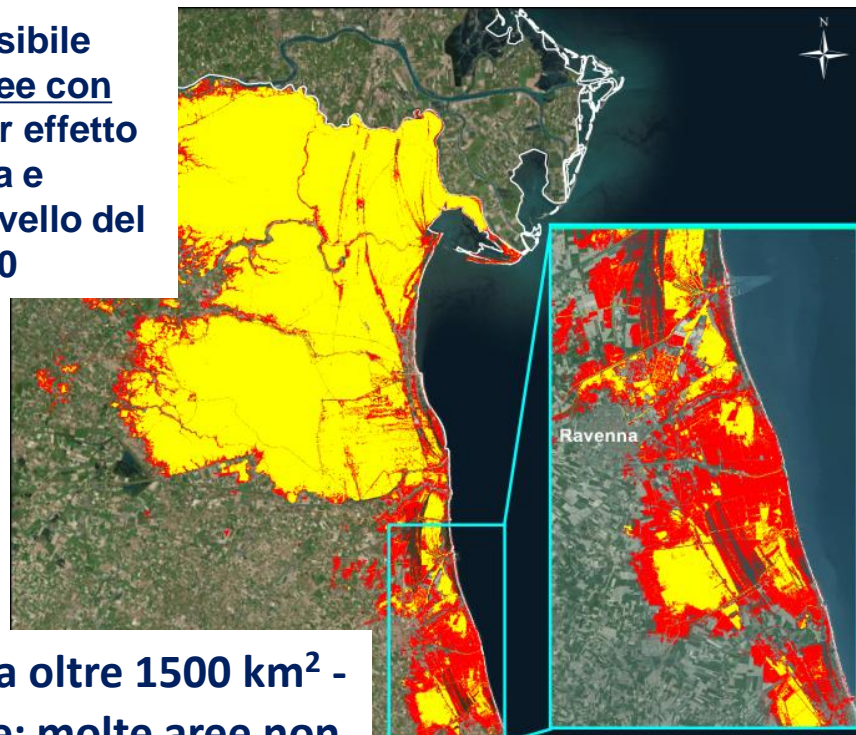 sibile
ee con
r effetto
a e
vello del
0
N
Ravenna
a oltre 1500 km² -
e: molte aree non